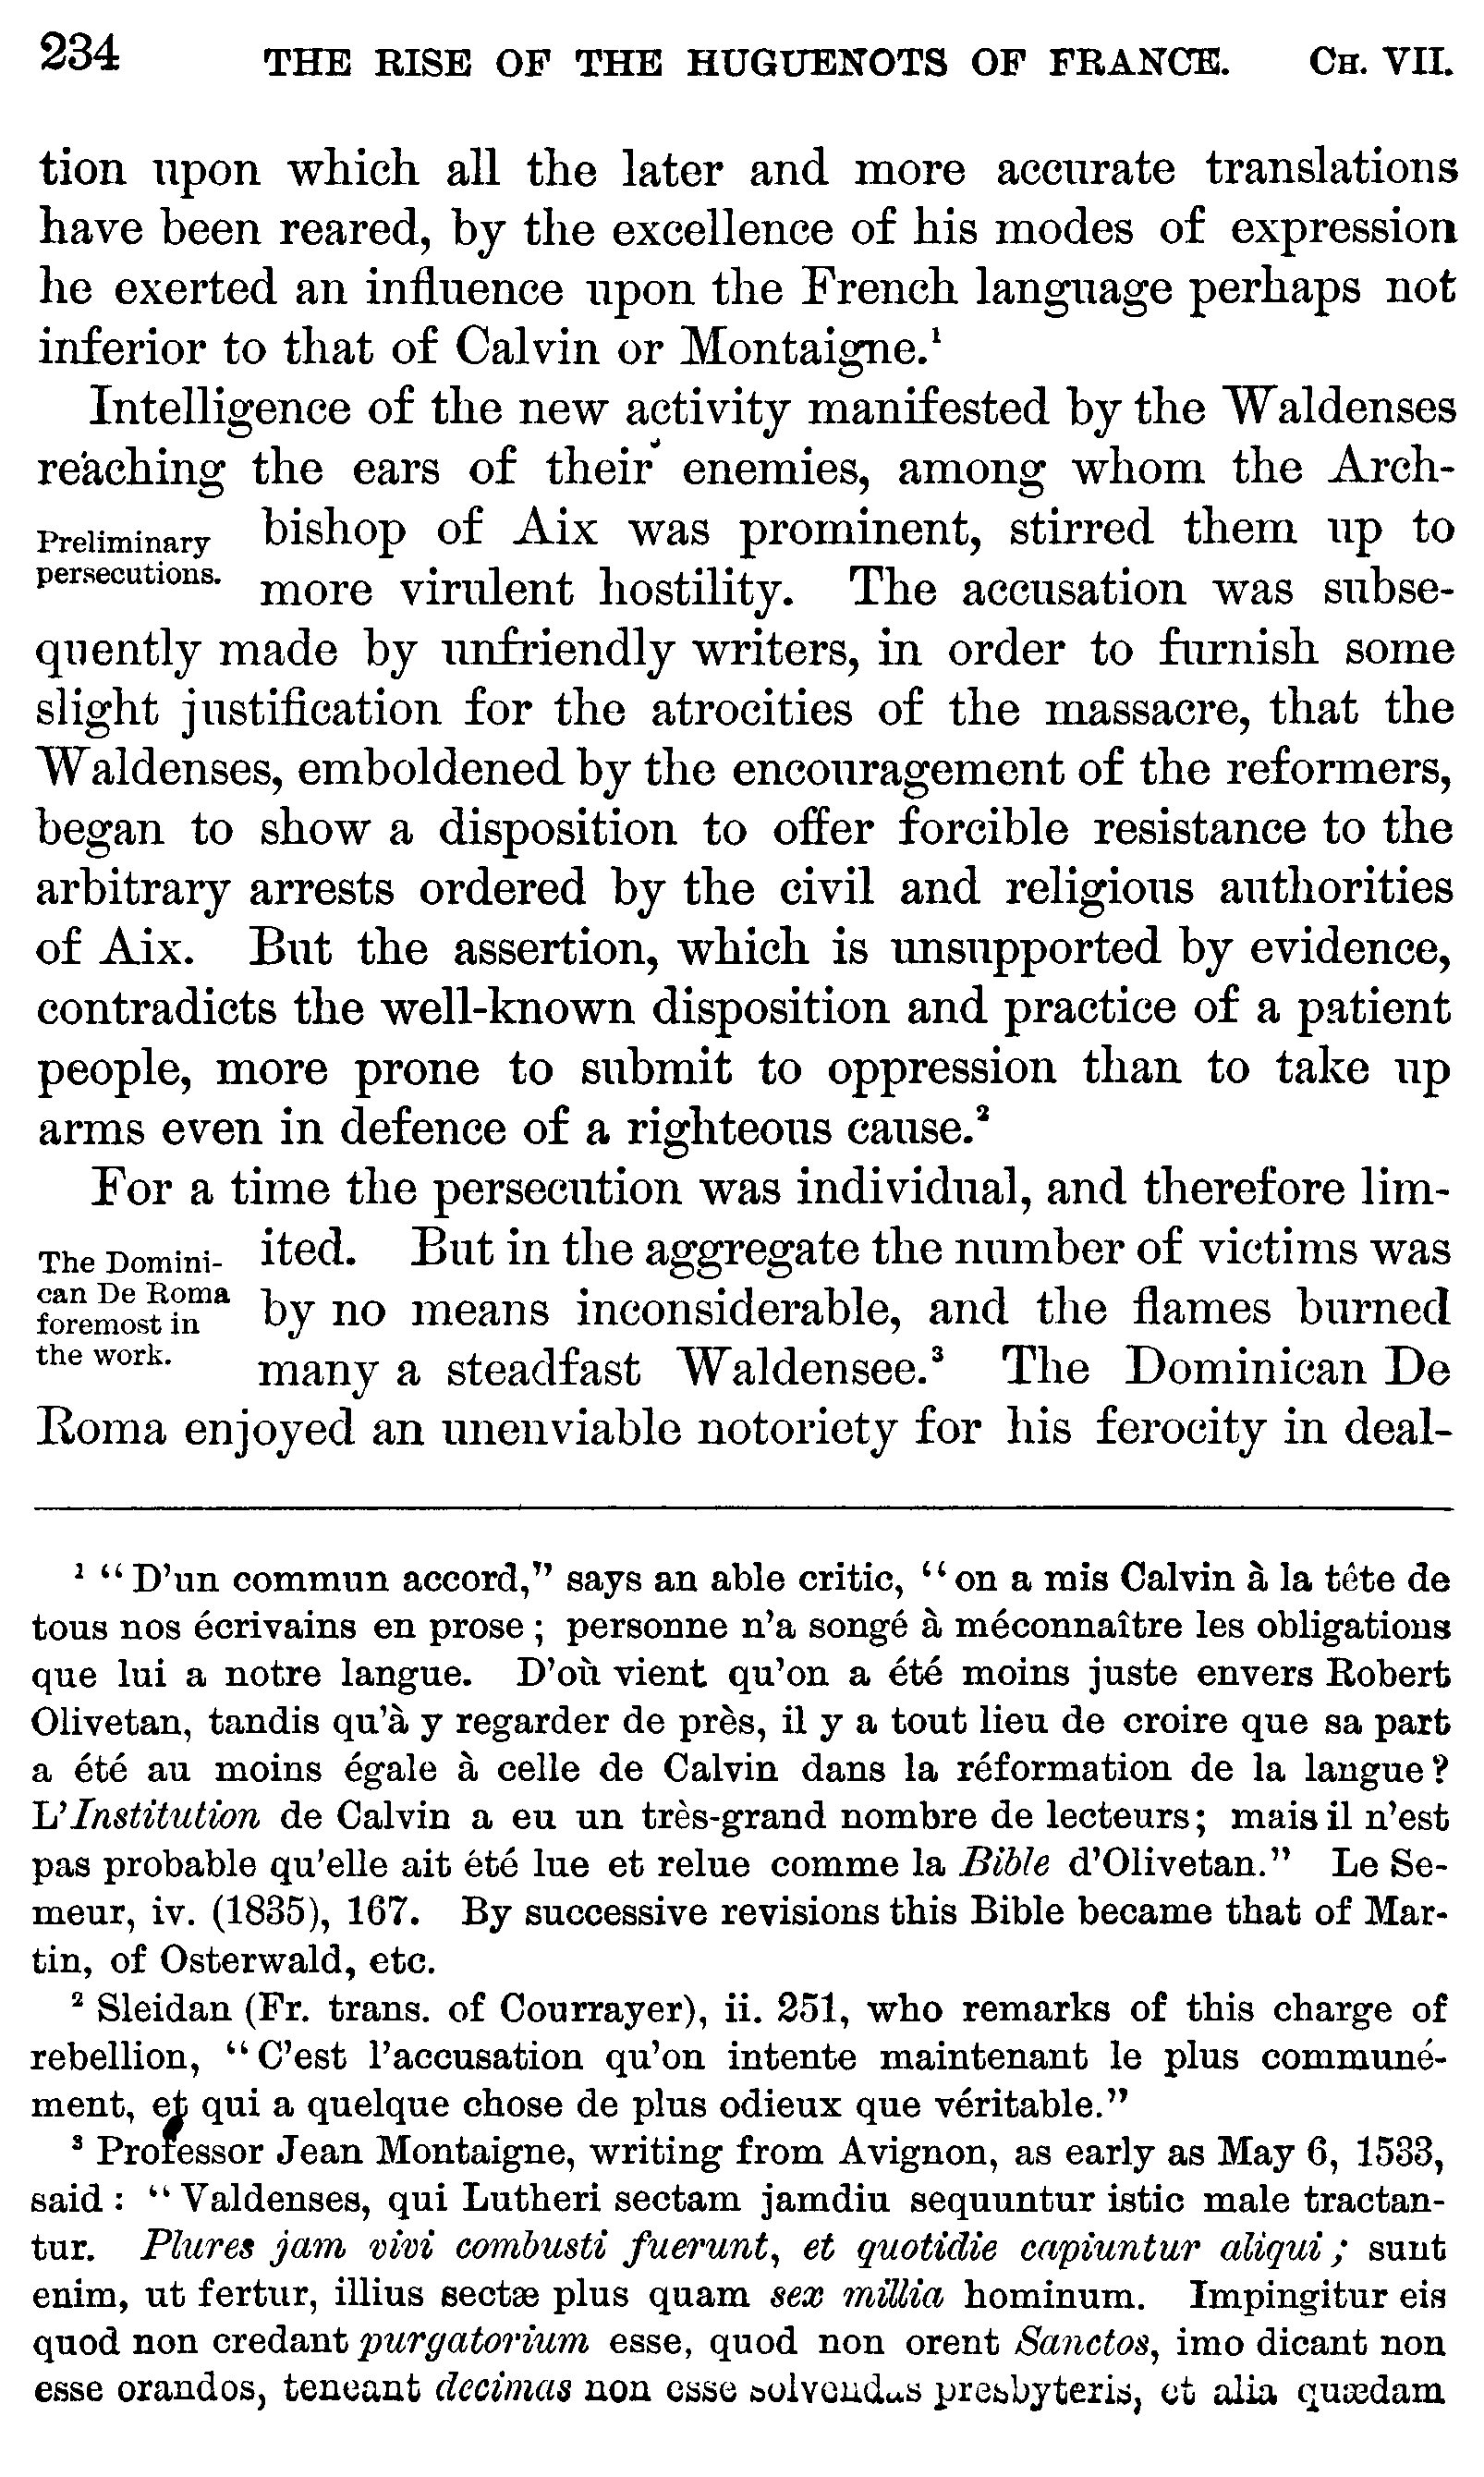 234 THE RISE OF THE HUGUENOTS OF FRANCE. CH. VII.
tion upon which all the later and more accurate translations
have been reared, by the excellence of his modes of expression
he exerted an influence upon the French language perhaps not
inferior to that of Calvin or Montaigne.¹
Intelligence of the new activity manifested by the Waldenses
reaching the ears of their enemies, among whom the Arch-
Preliminary
persecutions.
bishop of Aix was prominent, stirred them up to
more virulent hostility. The accusation was subse-
quently made by unfriendly writers, in order to furnish some
slight justification for the atrocities of the massacre, that the
Waldenses, emboldened by the encouragement of the reformers,
began to show a disposition to offer forcible resistance to the
arbitrary arrests ordered by the civil and religious authorities
of Aix. But the assertion, which is unsupported by evidence,
contradicts the well-known disposition and practice of a patient
people, more prone to submit to oppression than to take up
arms even in defence of a righteous cause.²
For a time the persecution was individual, and therefore lim-
The Domini-
can De Roma
foremost in
the work.
ited. But in the aggregate the number of victims was
by no means inconsiderable, and the flames burned
many a steadfast Waldensee.³ The Dominican De
Roma enjoyed an unenviable notoriety for his ferocity in deal-
¹ "D'un commun accord," says an able critic, "on a mis Calvin à la tête de
tous nos écrivains en prose; personne n'a songé à méconnaître les obligations
que lui a notre langue. D'où vient qu'on a été moins juste envers Robert
Olivetan, tandis qu'à y regarder de près, il y a tout lieu de croire que sa part
a été au moins égale à celle de Calvin dans la réformation de la langue?
L'Institution de Calvin a eu un très-grand nombre de lecteurs; mais il n'est
pas probable qu'elle ait été lue et relue comme la Bible d'Olivetan." Le Se-
meur, iv. (1835), 167. By successive revisions this Bible became that of Mar-
tin, of Osterwald, etc.
² Sleidan (Fr. trans. of Courrayer), ii. 251, who remarks of this charge of
rebellion, "C'est l'accusation qu'on intente maintenant le plus communé-
ment, et qui a quelque chose de plus odieux que véritable."
³ Professor Jean Montaigne, writing from Avignon, as early as May 6, 1533,
said: "Valdenses, qui Lutheri sectam jamdiu sequuntur istic male tractan-
tur. Plures jam vivi combusti fuerunt, et quotidie capiuntur aliqui; sunt
enim, ut fertur, illius sectæ plus quam sex millia hominum. Impingitur eis
quod non credant purgatorium esse, quod non orent Sanctos, imo dicant non
esse orandos, teneant decimas non esse solvendas presbyteris, et alia quædam